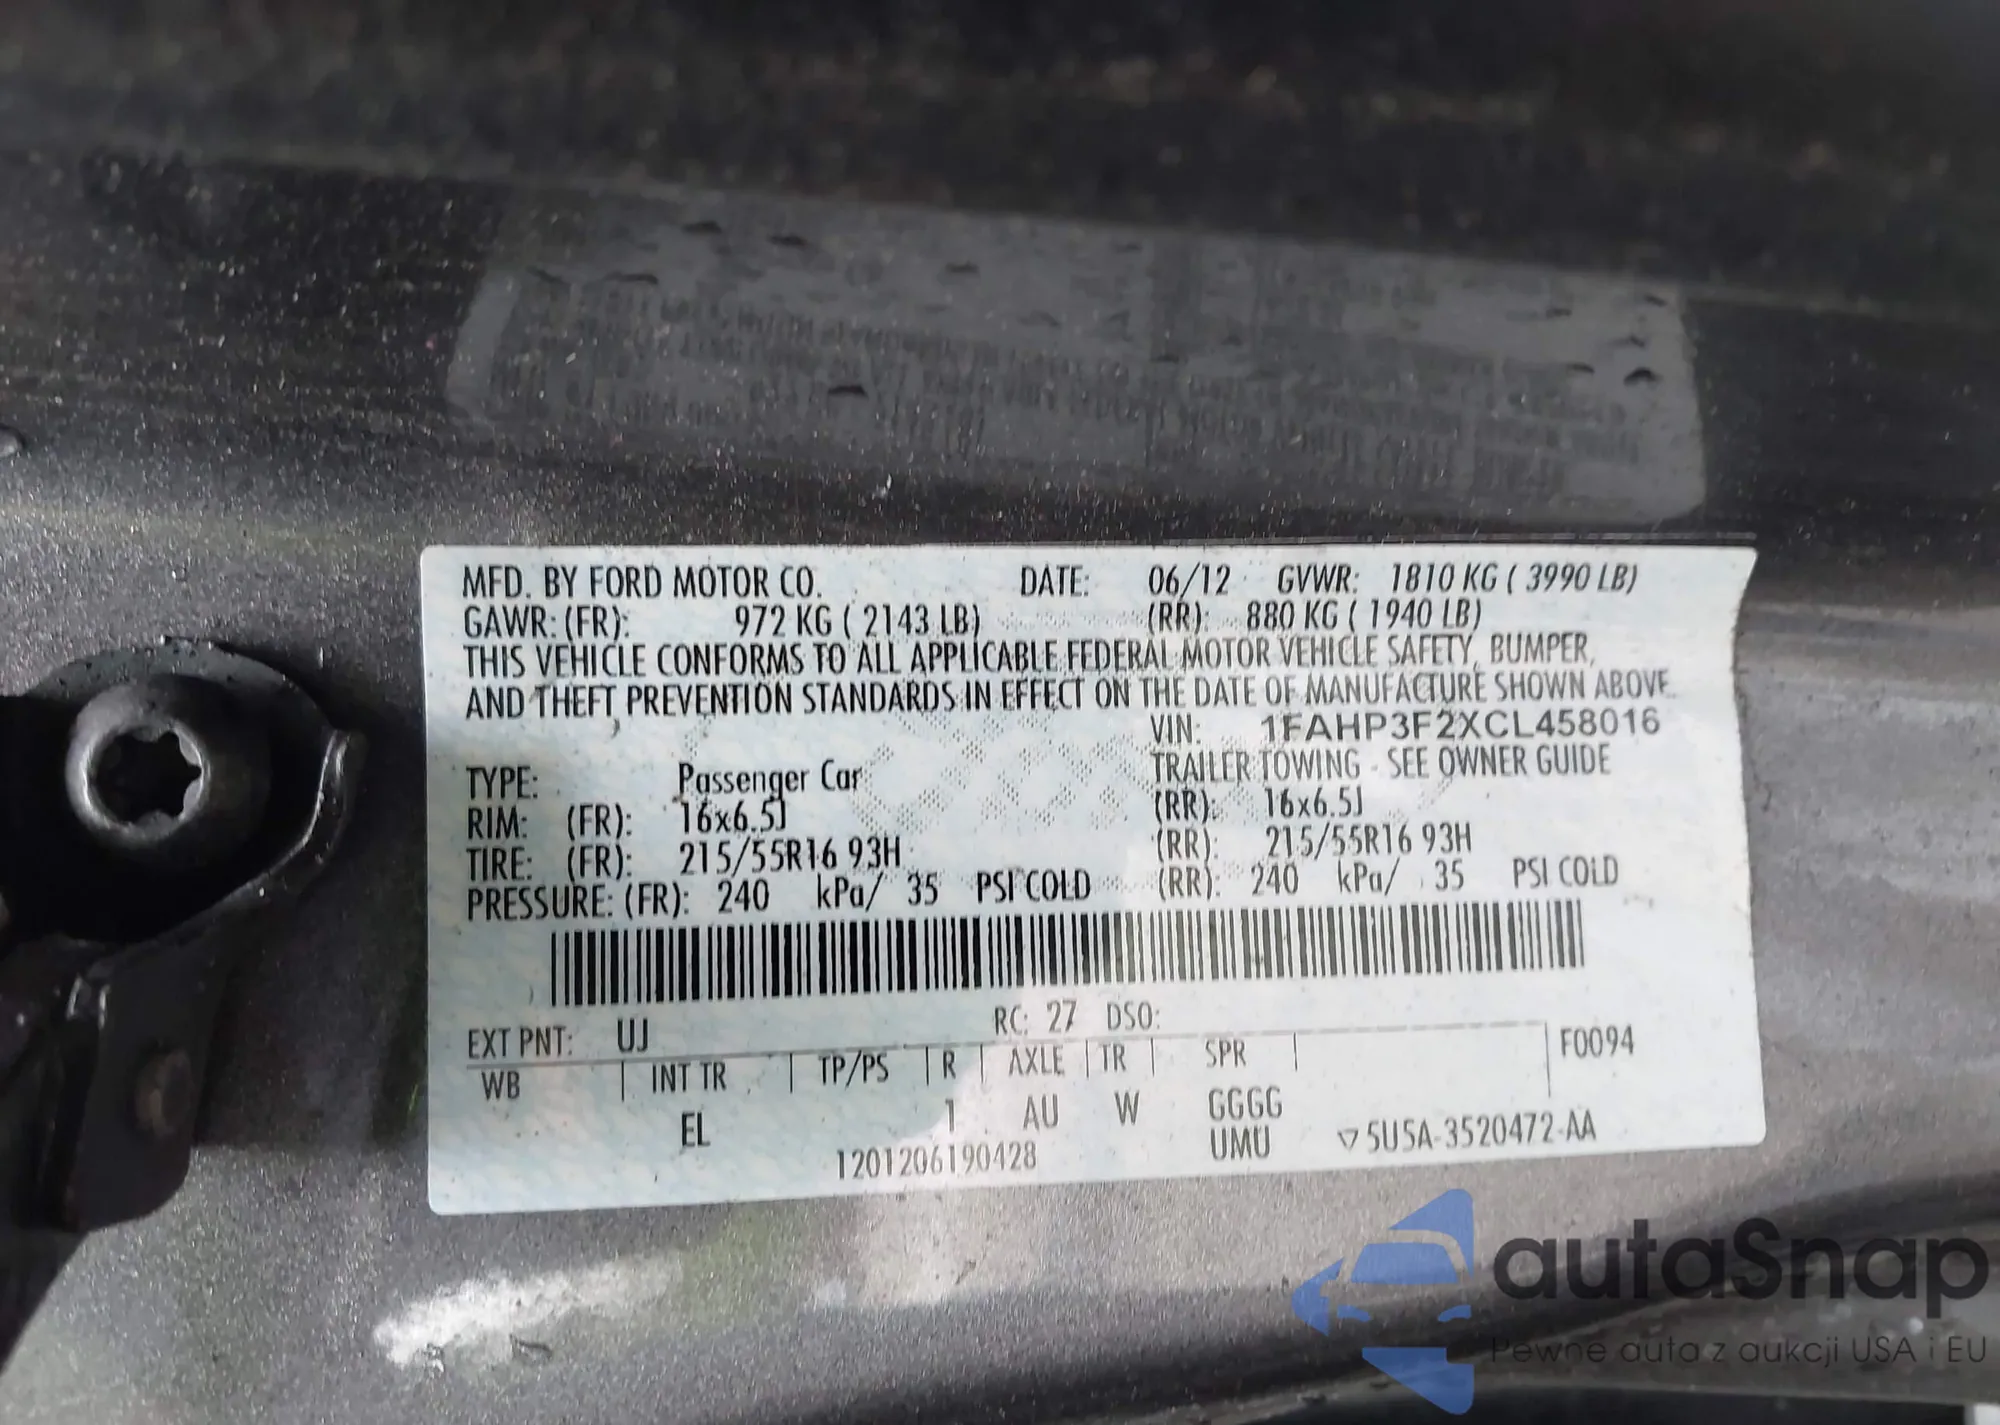 MFD. BY FORD MOTOR CO. DATE: 06/12 GVWR: 1810 KG ( 3990 LB)
GAWR: (FR): 972 KG ( 2143 LB) (RR): 880 KG ( 1940 LB)
THIS VEHICLE CONFORMS TO ALL APPLICABLE FEDERAL MOTOR VEHICLE SAFETY, BUMPER,
AND THEFT PREVENTION STANDARDS IN EFFECT ON THE DATE OF MANUFACTURE SHOWN ABOVE.
VIN: 1FAHP3F2XCL458016
TYPE: Passenger Car TRAILER TOWING - SEE OWNER GUIDE
RIM: (FR): 16x6.5J (RR): 16x6.5J
TIRE: (FR): 215/55R16 93H (RR): 215/55R16 93H
PRESSURE: (FR): 240 kPa/ 35 PSI COLD (RR): 240 kPa/ 35 PSI COLD
EXT PNT: UJ RC: 27 DSO: F0094
WB | INT TR | TP/PS | R | AXLE | TR | SPR |
EL 1 AU W GGGG
1201206190428 UMU ▽5U5A-3520472-AA
autaSnap
Pewne auta z aukcji USA i EU